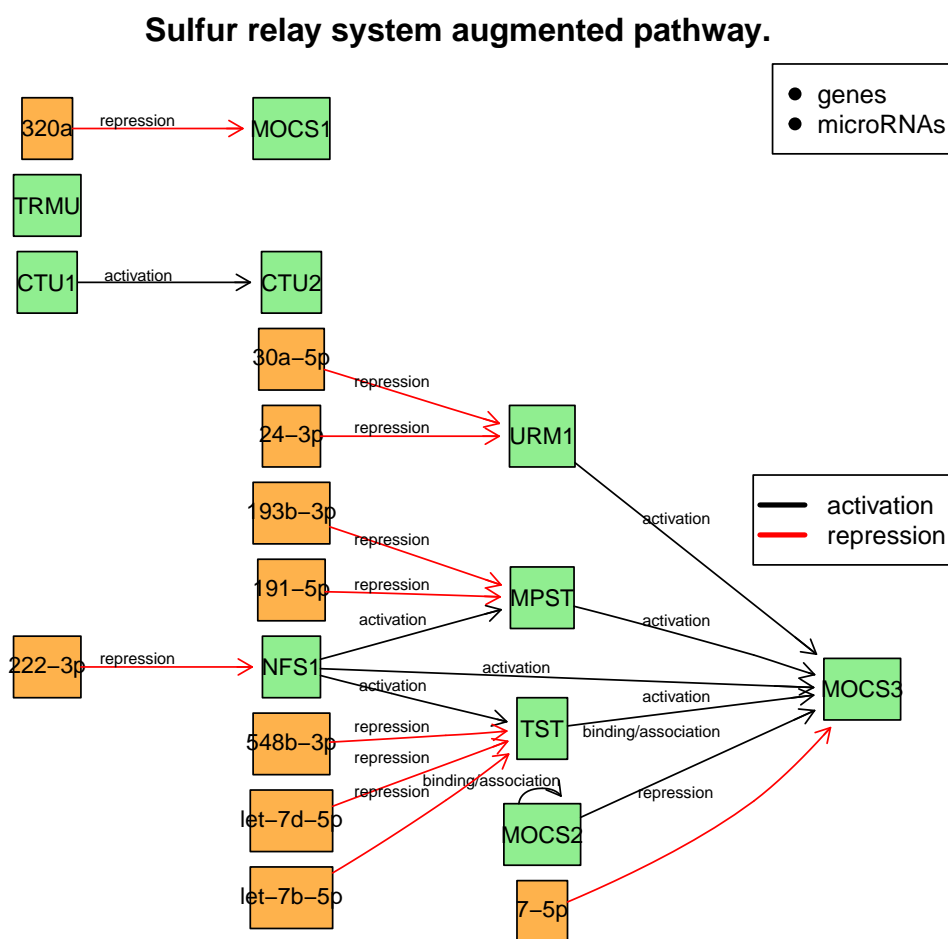 Sulfur relay system augmented pathway.
genes
microRNAs
320a
repression
MOCS1
TRMU
CTU1
activation
CTU2
30a−5p
repression
24−3p
repression
URM1
193b−3p
repression
activation
activation
repression
191−5p
repression
MPST
activation
activation
222−3p
repression
NFS1
activation
activation
activation
MOCS3
548b−3p
repression
TST
binding/association
repression
binding/association
repression
repression
let−7d−5p
MOCS2
let−7b−5p
7−5p